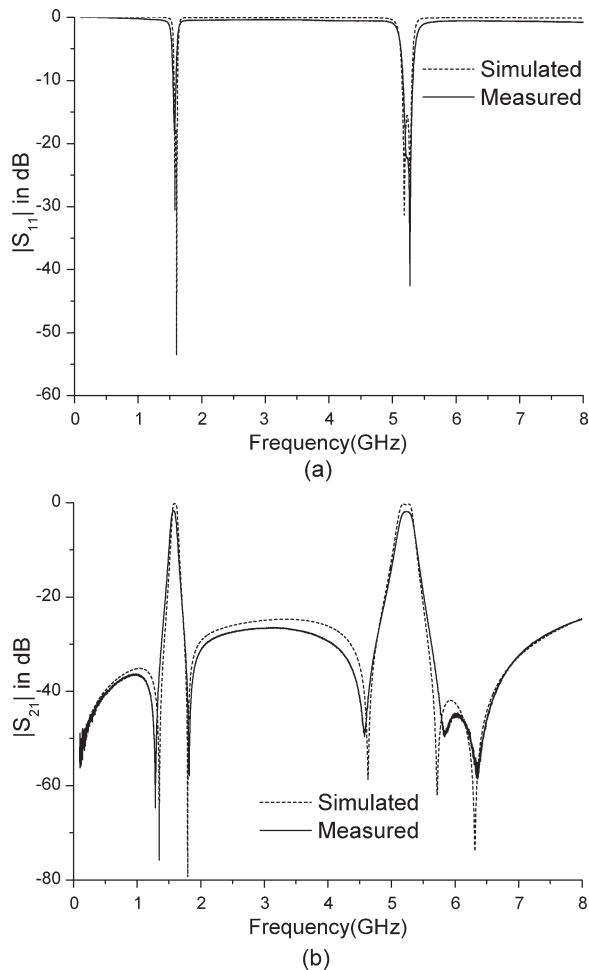 0
-10
-20
-30
-40
-50
-60
|S11| in dB
Simulated
Measured
0 1 2 3 4 5 6 7 8
Frequency(GHz)
(a)
0
-20
-40
-60
-80
|S21| in dB
Simulated
Measured
0 1 2 3 4 5 6 7 8
Frequency(GHz)
(b)